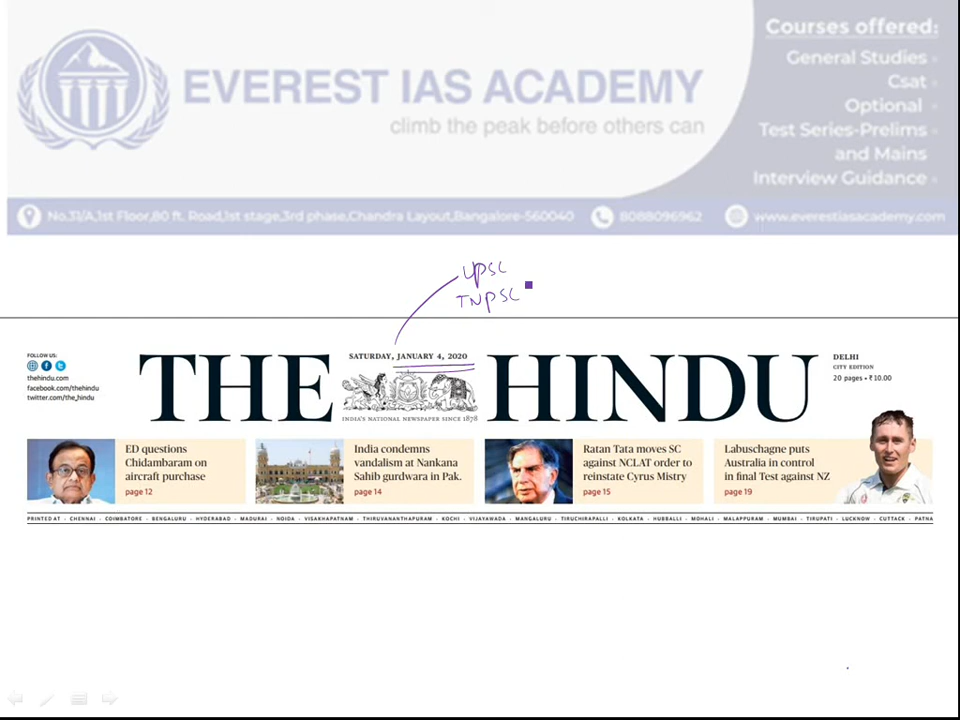 Courses offered:
General Studies
Csat
Optional
Test Series-Prelims
and Mains
Interview Guidance
EVEREST IAS ACADEMY
climb the peak before others can
No.31/A,1st Floor,80 ft. Road,1st stage,3rd phase,Chandra Layout,Bangalore-560040
8088096962
www.everestiasacademy.com
UPSC
TNPSC
FOLLOW US:
thehindu.com
facebook.com/thehindu
twitter.com/the_hindu
SATURDAY, JANUARY 4, 2020
THE HINDU
INDIA'S NATIONAL NEWSPAPER SINCE 1878
DELHI
CITY EDITION
20 pages • ₹10.00
ED questions
Chidambaram on
aircraft purchase
page 12
India condemns
vandalism at Nankana
Sahib gurdwara in Pak.
page 14
Ratan Tata moves SC
against NCLAT order to
reinstate Cyrus Mistry
page 15
Labuschagne puts
Australia in control
in final Test against NZ
page 19
PRINTED AT • CHENNAI • COIMBATORE • BENGALURU • HYDERABAD • MADURAI • NOIDA • VISAKHAPATNAM • THIRUVANANTHAPURAM • KOCHI • VIJAYAWADA • MANGALURU • TIRUCHIRAPALLI • KOLKATA • HUBBALLI • MOHALI • MALAPPURAM • MUMBAI • TIRUPATI • LUCKNOW • CUTTACK • PATNA